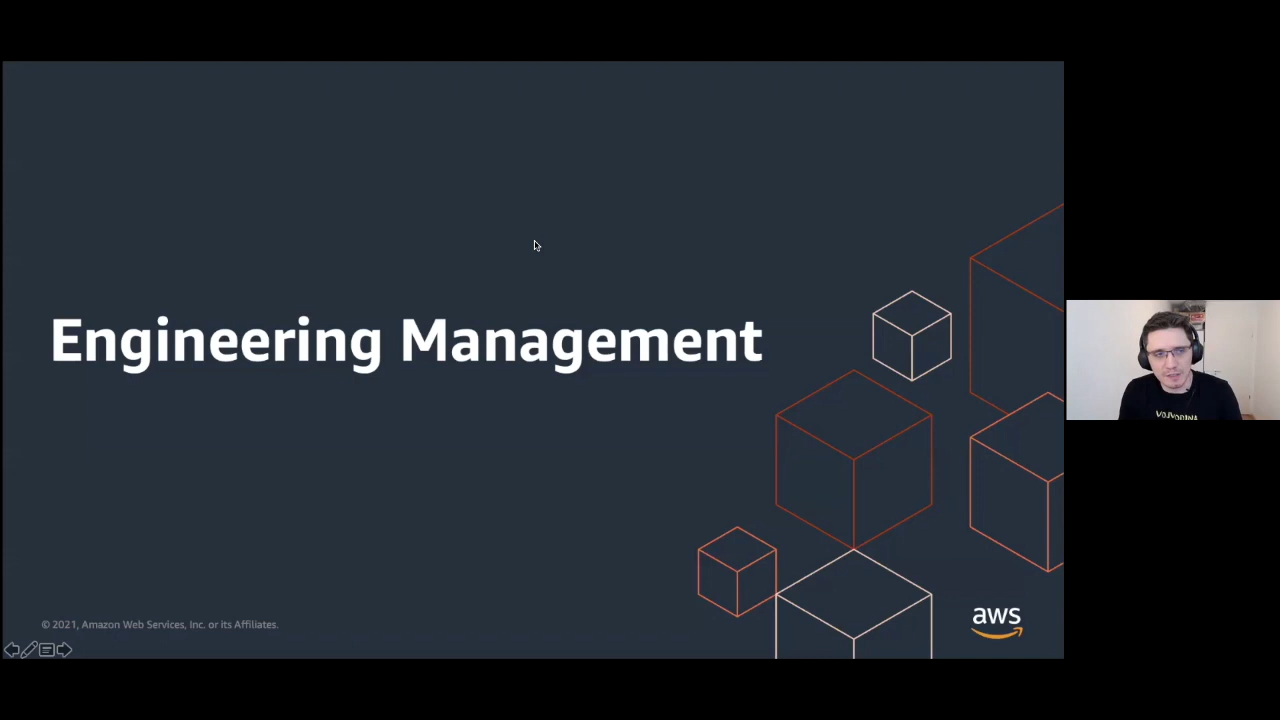 Engineering Management
VOJVODINA
© 2021, Amazon Web Services, Inc. or its Affiliates.
aws